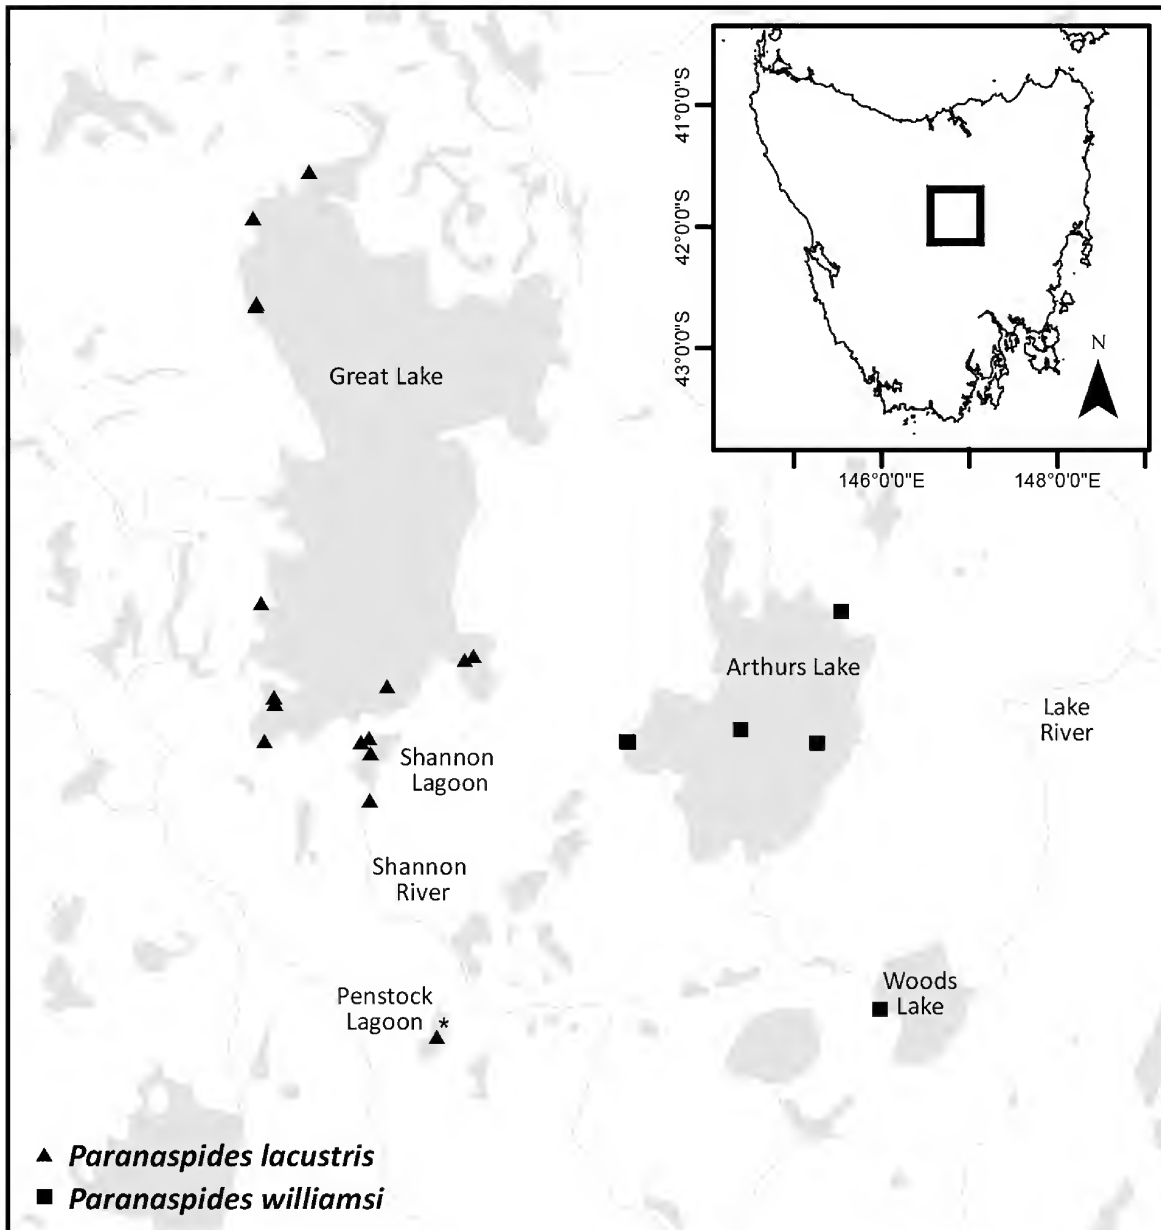 41°0'0"S
42°0'0"S
43°0'0"S
N
146°0'0"E
148°0'0"E
Great Lake
Arthurs Lake
Lake
River
Shannon
Lagoon
Shannon
River
Woods
Lake
Penstock
Lagoon *
Paranaspides lacustris
Paranaspides williamsi